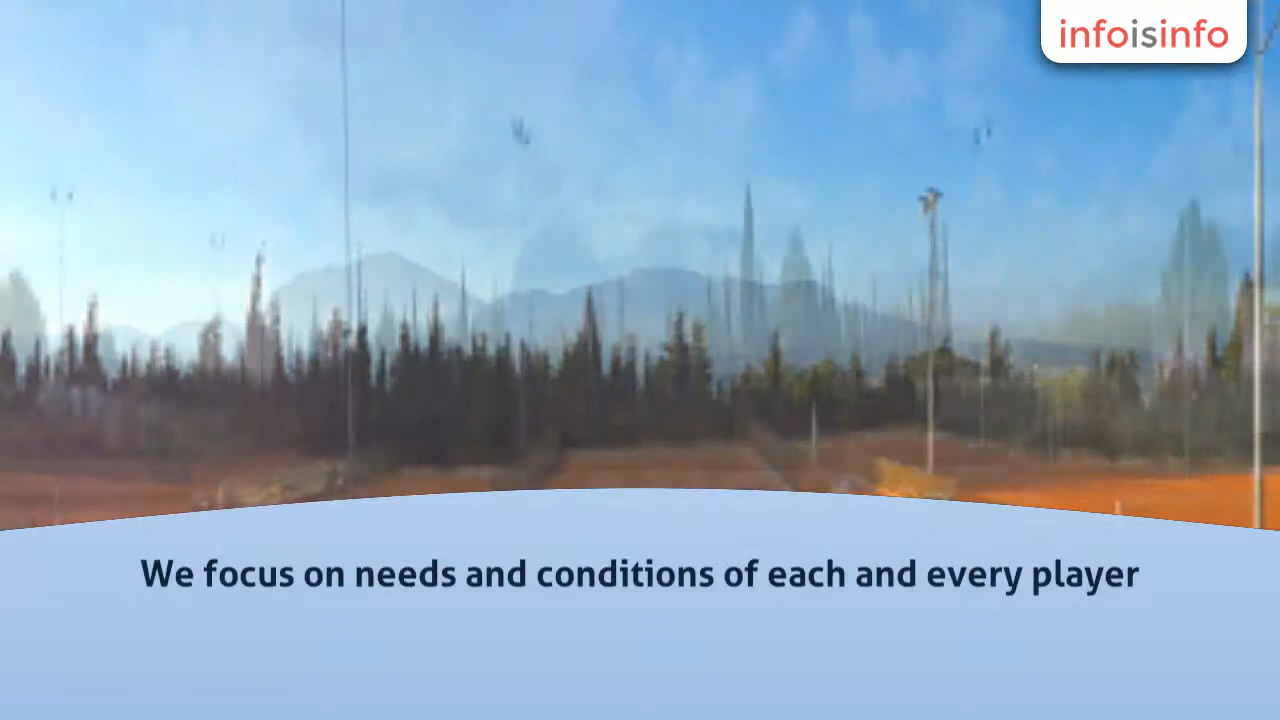 infoisinfo
We focus on needs and conditions of each and every player